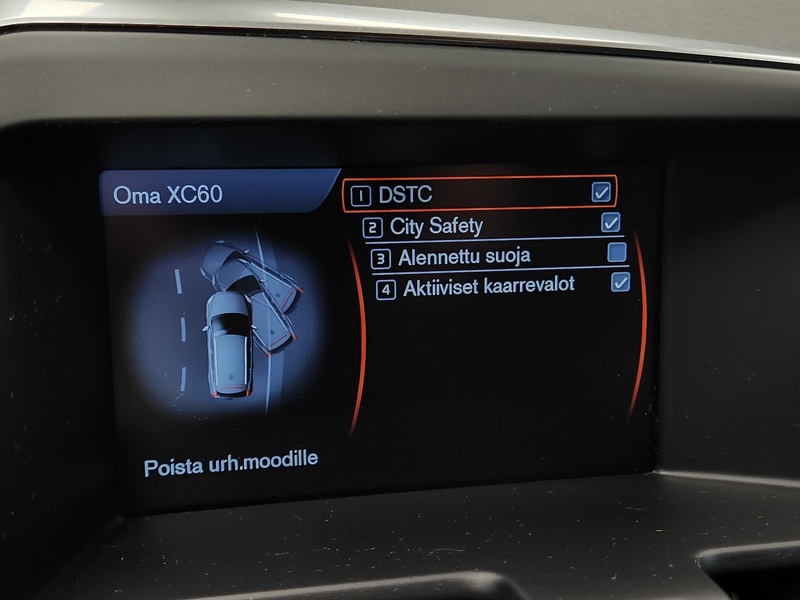 Oma XC60
1 DSTC
2 City Safety
3 Alennettu suoja
4 Aktiiviset kaarrevalot
Poista urh.moodille